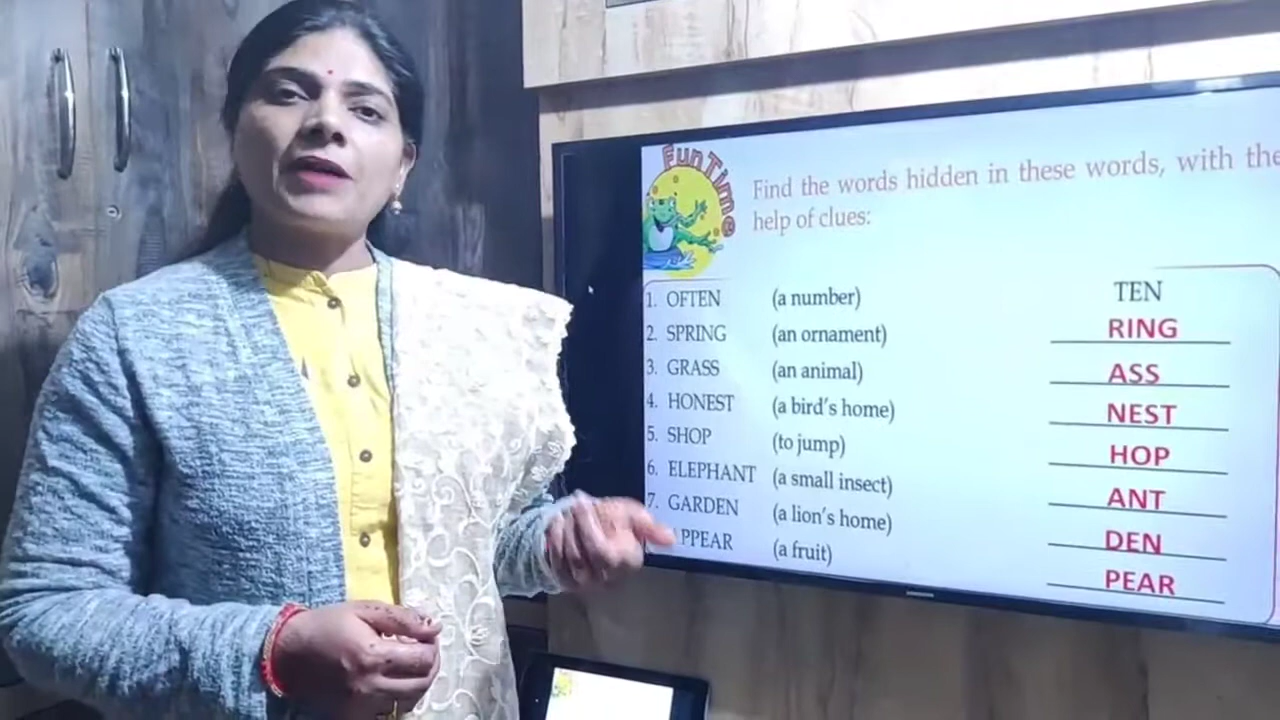 Fun Time
Find the words hidden in these words, with the
help of clues:
1. OFTEN (a number) TEN
2. SPRING (an ornament) RING
3. GRASS (an animal) ASS
4. HONEST (a bird's home) NEST
5. SHOP (to jump) HOP
6. ELEPHANT (a small insect) ANT
7. GARDEN (a lion's home) DEN
PPEAR (a fruit) PEAR